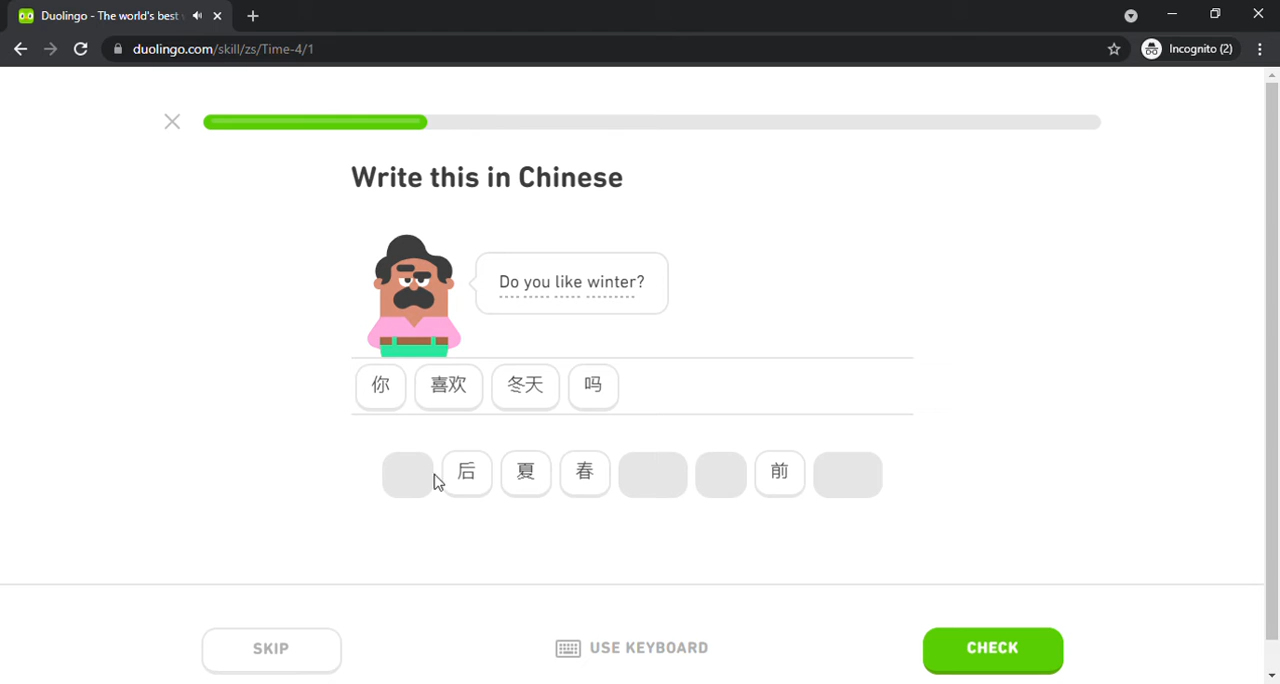 Duolingo - The world's best
duolingo.com/skill/zs/Time-4/1
Incognito (2)
Write this in Chinese
Do you like winter?
你 喜欢 冬天 吗
后 夏 春 前
SKIP
USE KEYBOARD
CHECK